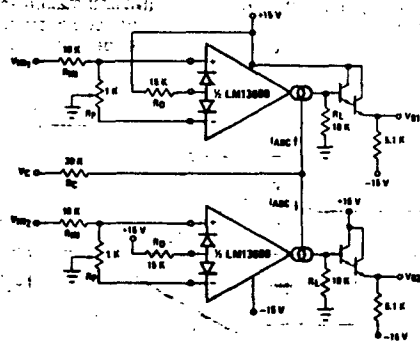 +15 V
10 K
VIN1
RIN
1 K
RP
15 K
RD
+
−
½ LM13600
IABC
RL
10 K
VO1
5.1 K
−15 V
VC
30 K
RC
IABC
+15 V
10 K
VIN2
RIN
+15 V
RD
15 K
1 K
RP
+
−
½ LM13600
−15 V
RL
10 K
VO2
5.1 K
−15 V